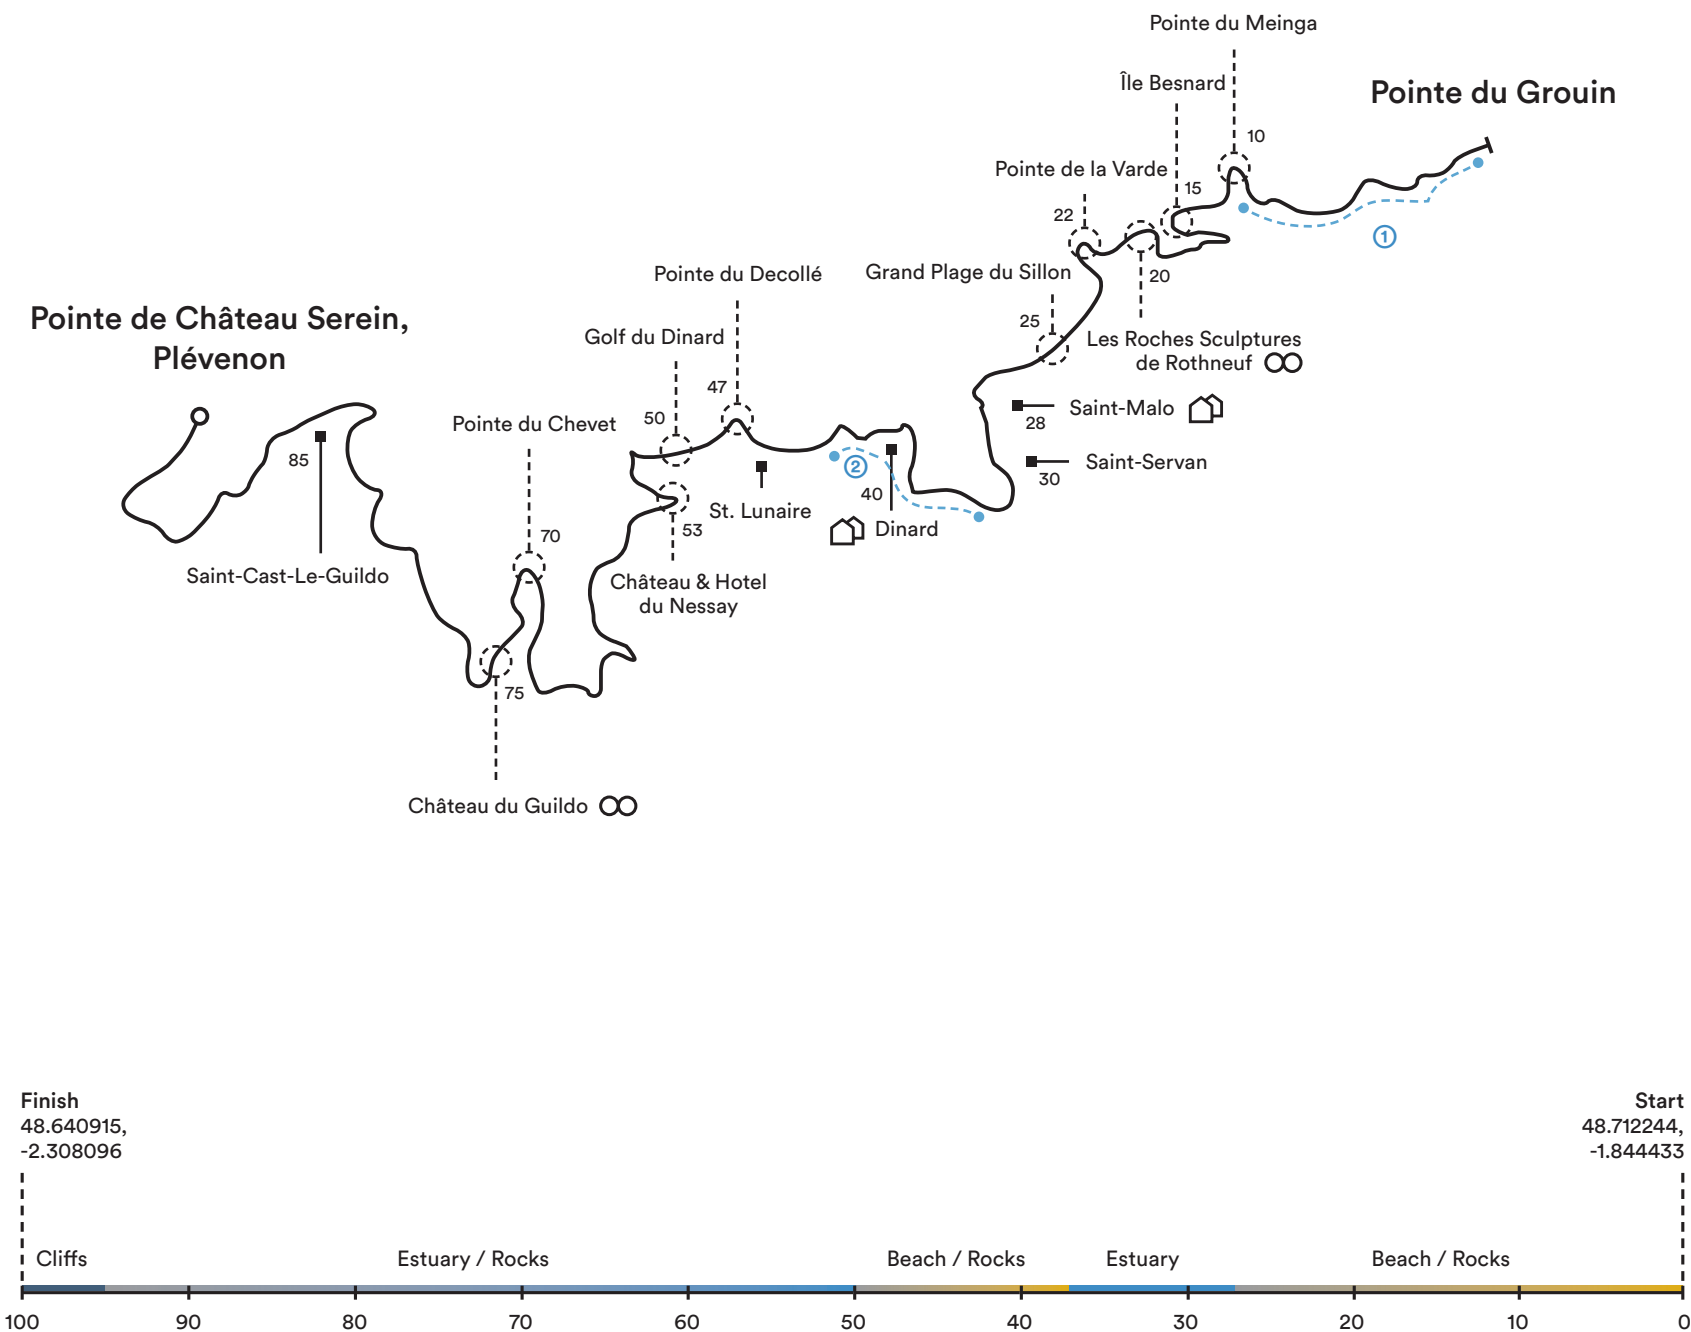 Pointe du Meinga
Île Besnard
Pointe du Grouin
10
Pointe de la Varde
15
22
Pointe du Decollé
Grand Plage du Sillon
20
Pointe de Château Serein,
Plévenon
Golf du Dinard
25
Les Roches Sculptures
de Rothneuf
1
47
50
Pointe du Chevet
Saint-Malo
28
85
2
Saint-Servan
30
40
St. Lunaire
53
Dinard
70
Saint-Cast-Le-Guildo
Château & Hotel
du Nessay
75
Château du Guildo
Finish
48.640915,
-2.308096
Start
48.712244,
-1.844433
Cliffs
Estuary / Rocks
Beach / Rocks
Estuary
Beach / Rocks
100 90 80 70 60 50 40 30 20 10 0